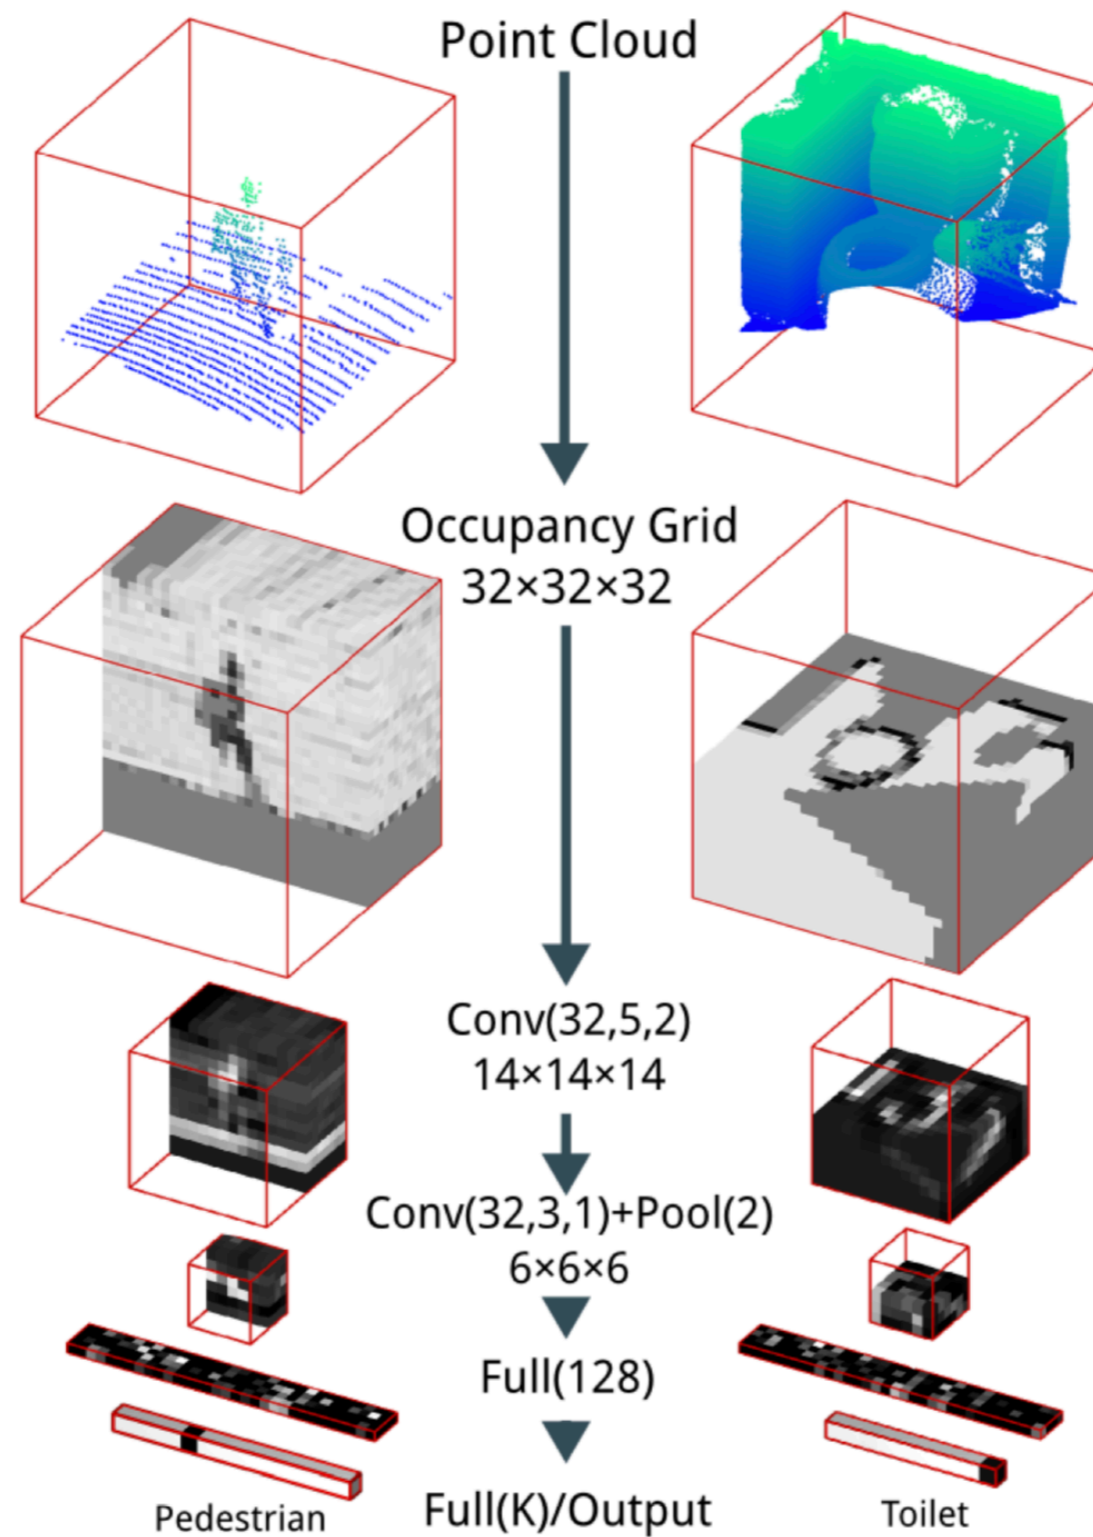 Point Cloud
Occupancy Grid
32×32×32
Conv(32,5,2)
14×14×14
Conv(32,3,1)+Pool(2)
6×6×6
Full(128)
Full(K)/Output
Pedestrian
Toilet